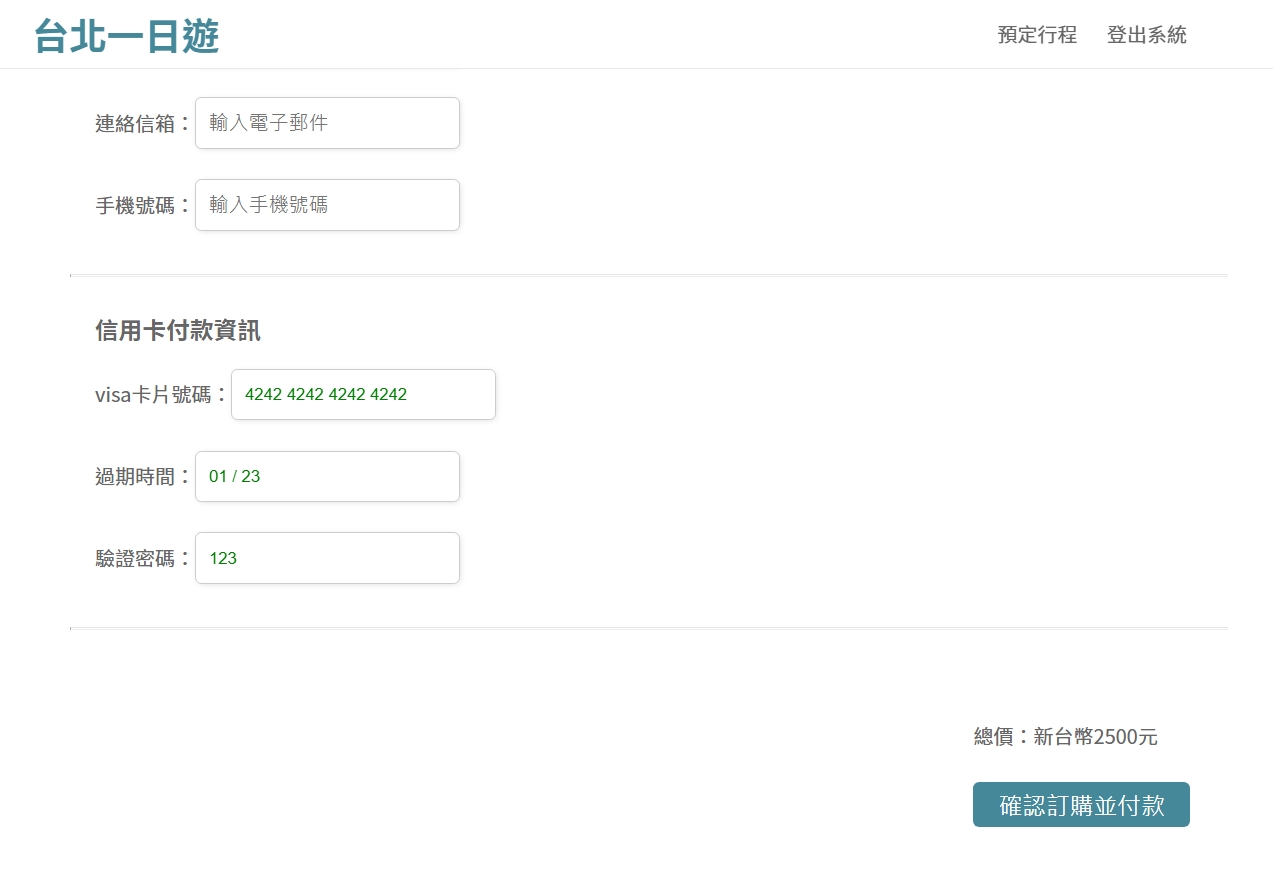 台北一日遊 預定行程 登出系統
連絡信箱： 輸入電子郵件
手機號碼： 輸入手機號碼
信用卡付款資訊
visa卡片號碼： 4242 4242 4242 4242
過期時間： 01 / 23
驗證密碼： 123
總價：新台幣2500元
確認訂購並付款